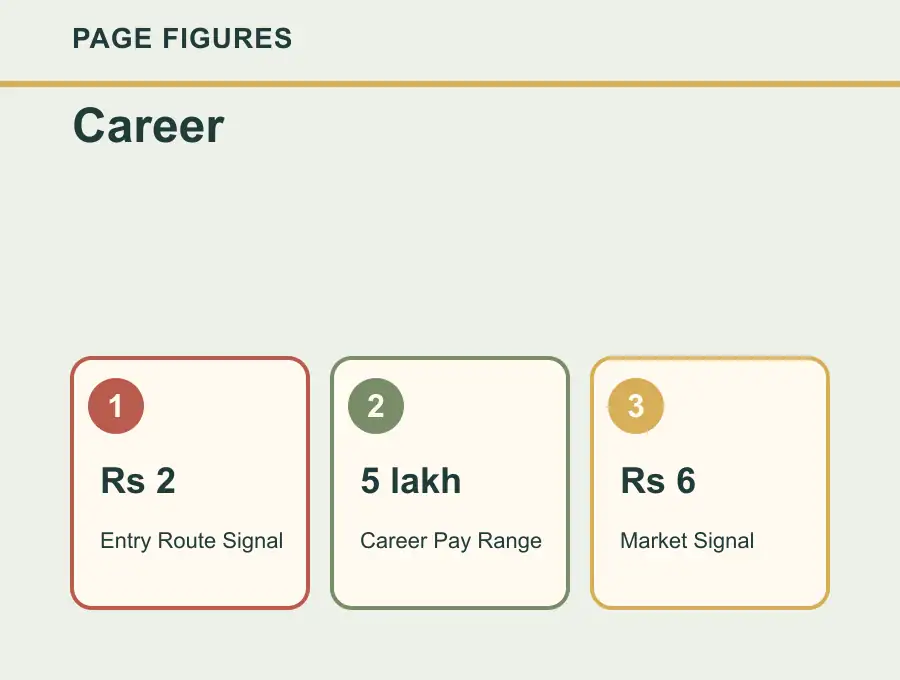 PAGE FIGURES
Career
1
Rs 2
Entry Route Signal
2
5 lakh
Career Pay Range
3
Rs 6
Market Signal